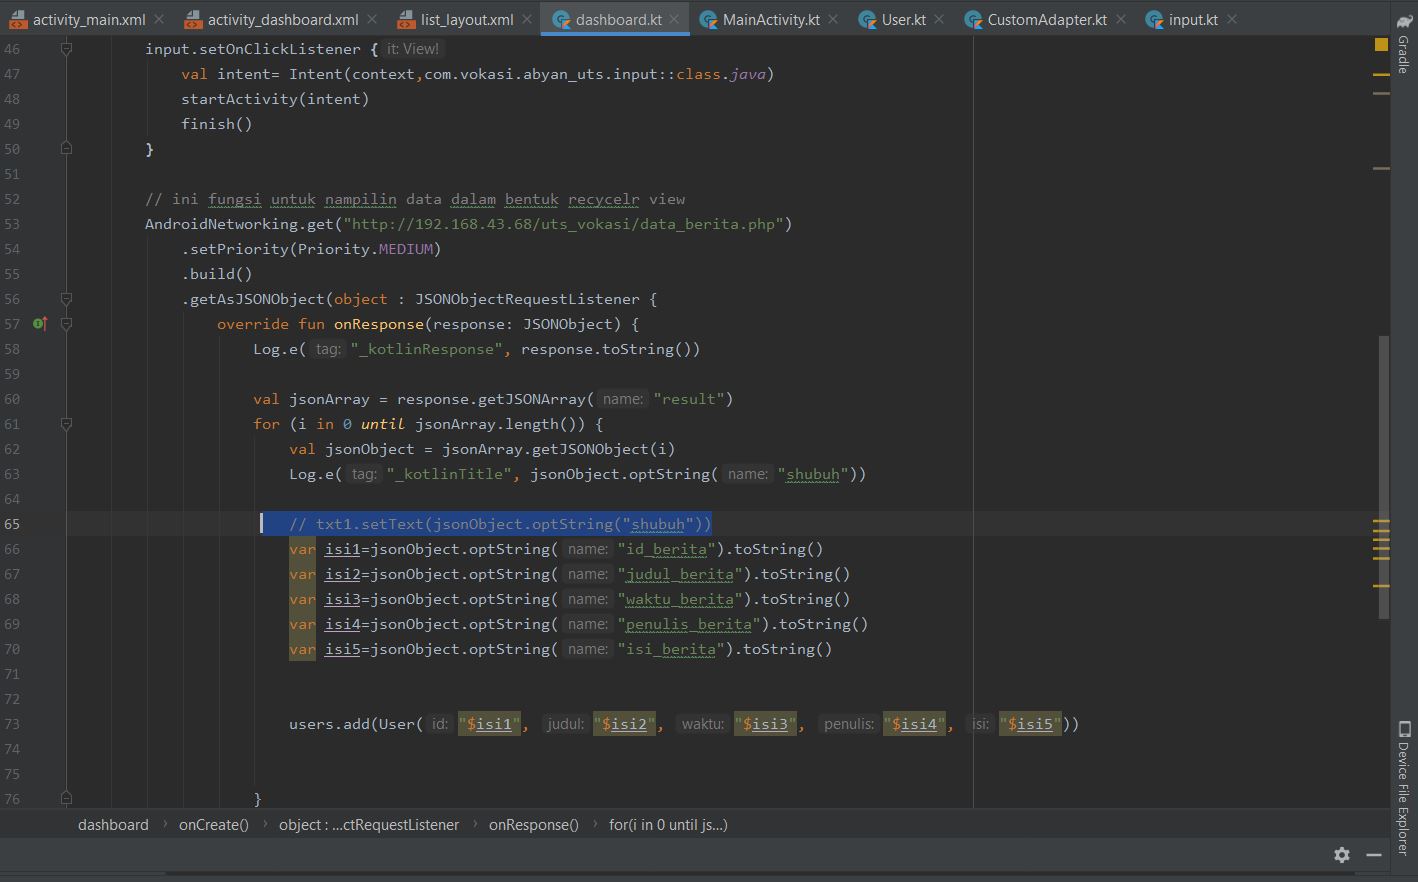 activity_main.xml activity_dashboard.xml list_layout.xml dashboard.kt MainActivity.kt User.kt CustomAdapter.kt input.kt
Gradle
46 input.setOnClickListener { it: View!
47 val intent= Intent(context,com.vokasi.abyan_uts.input::class.java)
48 startActivity(intent)
49 finish()
50 }
51
52 // ini fungsi untuk nampilin data dalam bentuk recycelr view
53 AndroidNetworking.get("http://192.168.43.68/uts_vokasi/data_berita.php")
54 .setPriority(Priority.MEDIUM)
55 .build()
56 .getAsJSONObject(object : JSONObjectRequestListener {
57 override fun onResponse(response: JSONObject) {
58 Log.e( tag: "_kotlinResponse", response.toString())
59
60 val jsonArray = response.getJSONArray( name: "result")
61 for (i in 0 until jsonArray.length()) {
62 val jsonObject = jsonArray.getJSONObject(i)
63 Log.e( tag: "_kotlinTitle", jsonObject.optString( name: "shubuh"))
64
65 // txt1.setText(jsonObject.optString("shubuh"))
66 var isi1=jsonObject.optString( name: "id_berita").toString()
67 var isi2=jsonObject.optString( name: "judul_berita").toString()
68 var isi3=jsonObject.optString( name: "waktu_berita").toString()
69 var isi4=jsonObject.optString( name: "penulis_berita").toString()
70 var isi5=jsonObject.optString( name: "isi_berita").toString()
71
72
73 users.add(User( id: "$isi1", judul: "$isi2", waktu: "$isi3", penulis: "$isi4", isi: "$isi5"))
74
75
76 }
Device File Explorer
dashboard › onCreate() › object : ...ctRequestListener › onResponse() › for(i in 0 until js...)